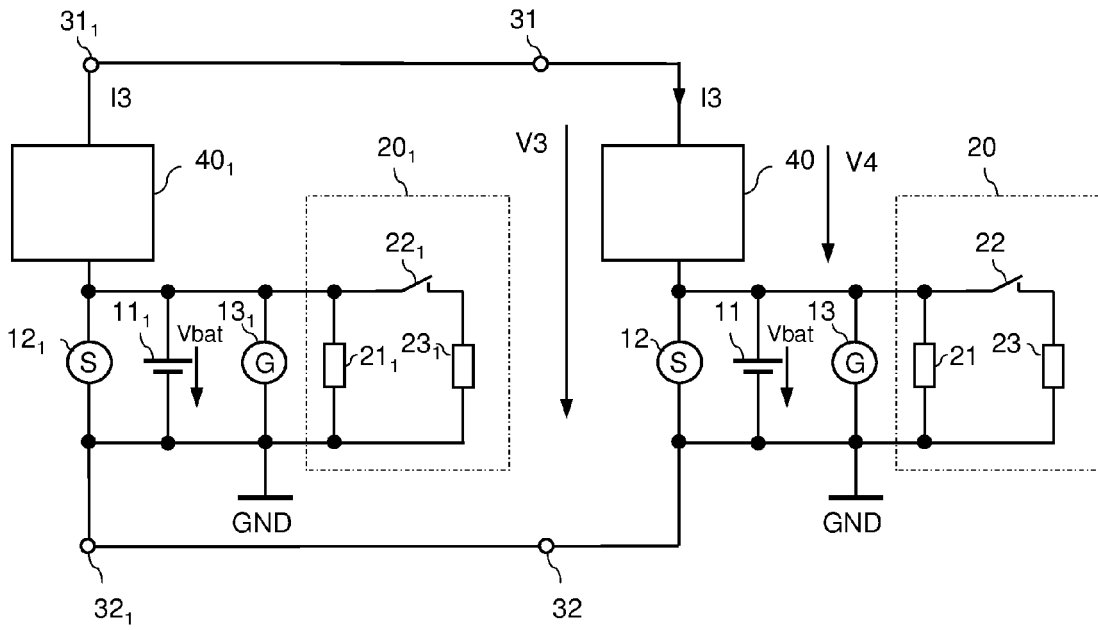 31₁ 31
I3 I3
V3
40₁ 20₁ 40 V4 20
22₁ 22
12₁ S 11₁ Vbat 13₁ G 21₁ 23₁ 12 S 11 Vbat 13 G 21 23
GND GND
32₁ 32